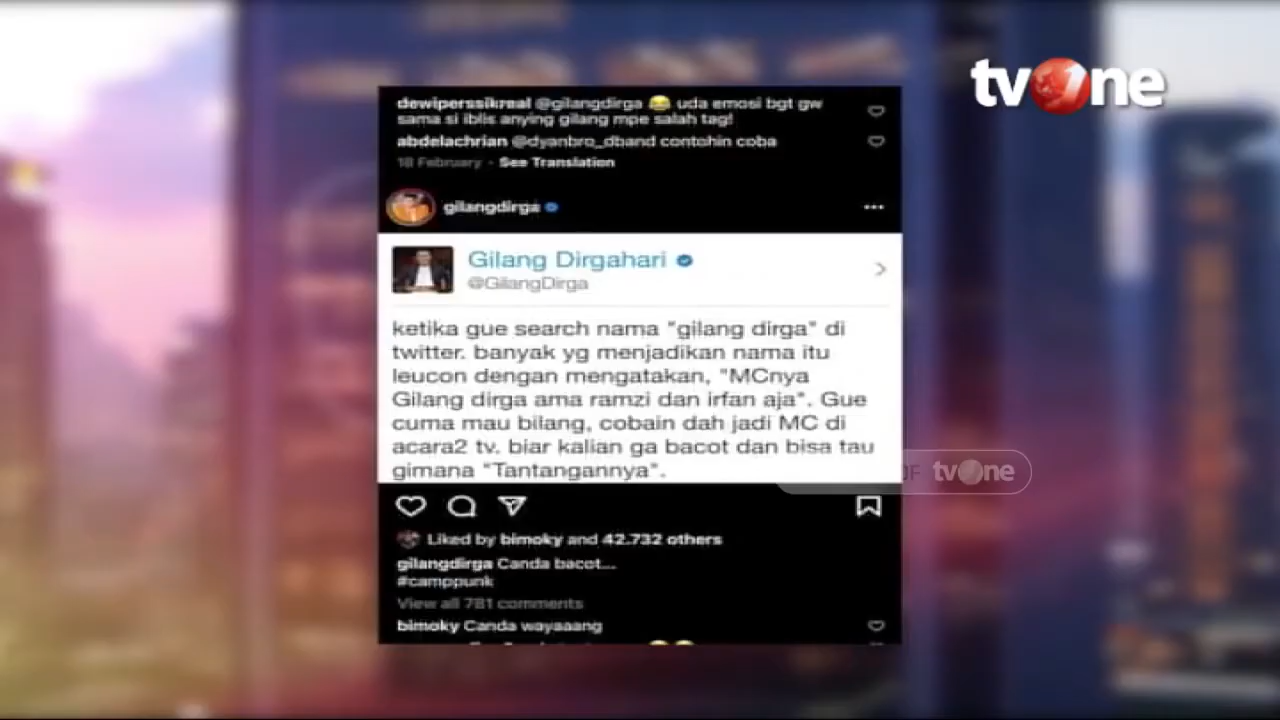 tvOne
dewiperssikreal @gilangdirga 😂 uda emosi bgt gw
sama si iblis anying gilang mpe salah tag!
abdelachrian @dyanbro_dband contohin coba
18 February · See Translation
gilangdirga
Gilang Dirgahari
@GilangDirga
ketika gue search nama "gilang dirga" di
twitter. banyak yg menjadikan nama itu
leucon dengan mengatakan, "MCnya
Gilang dirga ama ramzi dan irfan aja". Gue
cuma mau bilang, cobain dah jadi MC di
acara2 tv. biar kalian ga bacot dan bisa tau
gimana "Tantangannya".
OF tvOne
Liked by bimoky and 42.732 others
gilangdirga Canda bacot...
#camppunk
View all 781 comments
bimoky Canda wayaaang